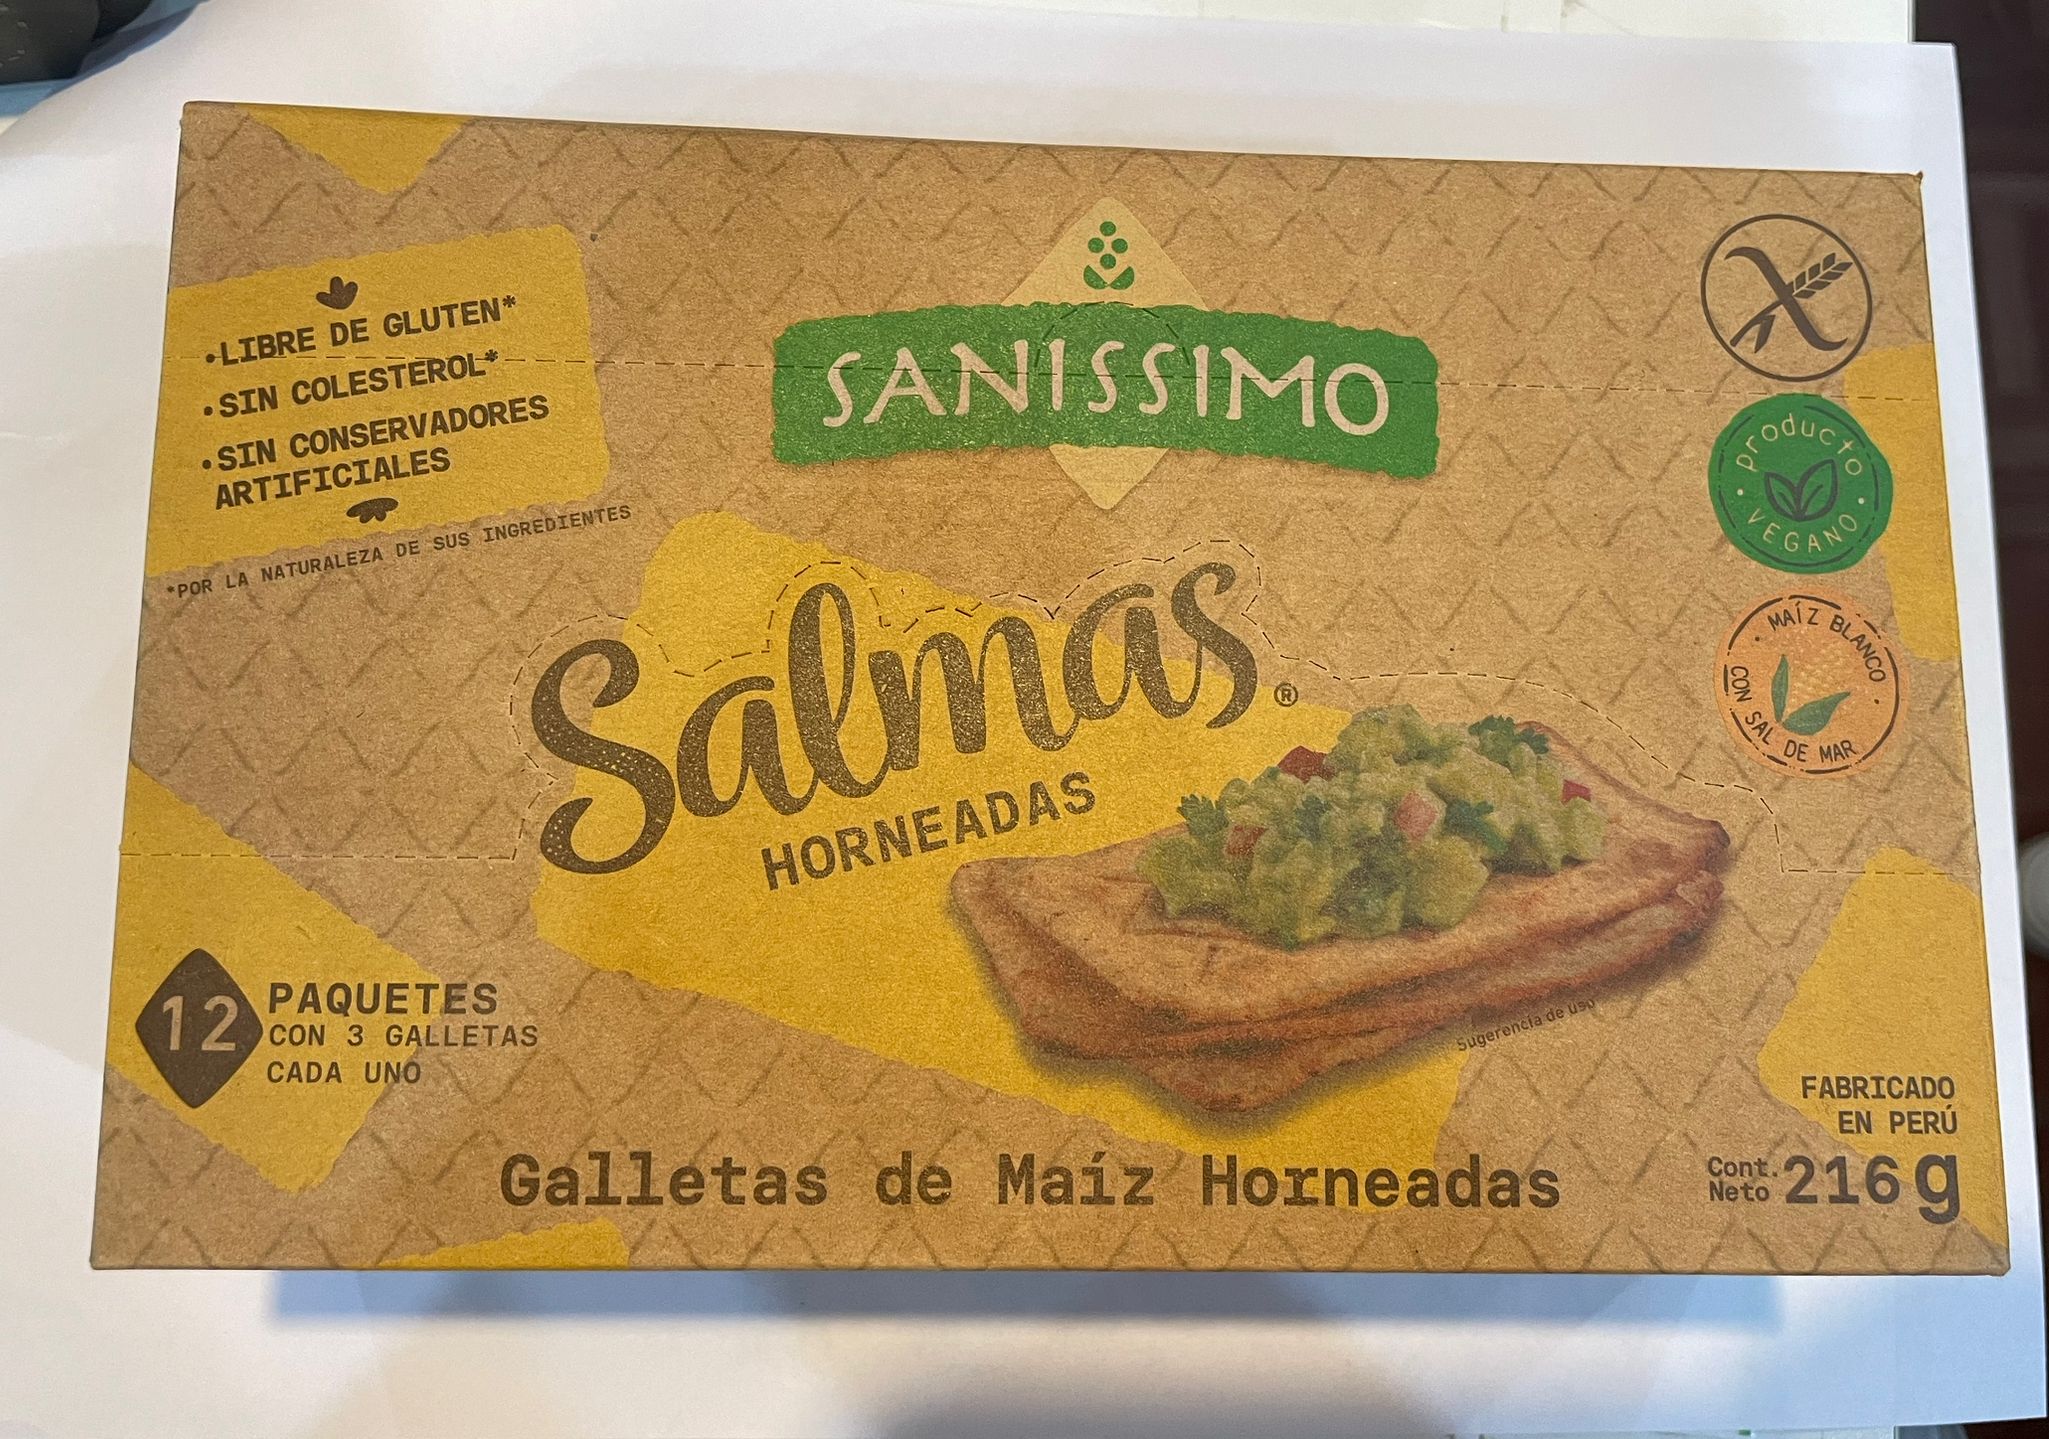 •LIBRE DE GLUTEN*
•SIN COLESTEROL*
•SIN CONSERVADORES
ARTIFICIALES
*POR LA NATURALEZA DE SUS INGREDIENTES
SANISSIMO
producto
VEGANO
MAÍZ BLANCO
CON SAL DE MAR
Salmas®
HORNEADAS
Sugerencia de uso
12 PAQUETES
CON 3 GALLETAS
CADA UNO
FABRICADO
EN PERÚ
Galletas de Maíz Horneadas
Cont.
Neto 216g